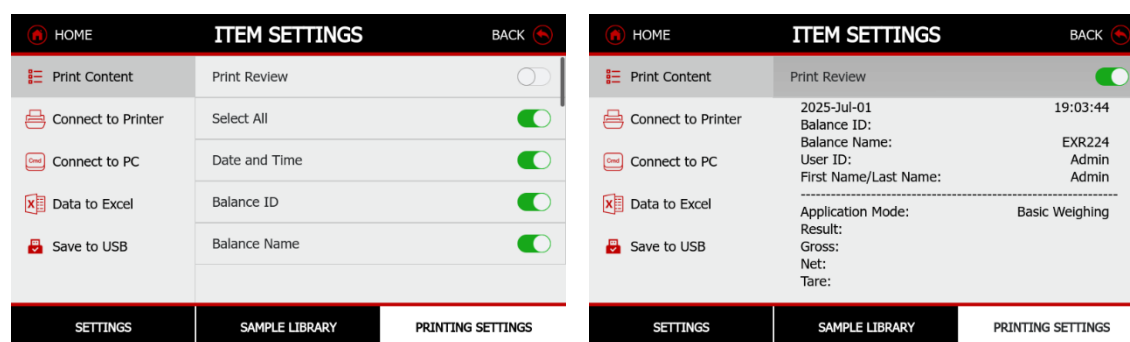 HOME ITEM SETTINGS BACK
Print Content
Connect to Printer
Cmd Connect to PC
Data to Excel
Save to USB
Print Review
Select All
Date and Time
Balance ID
Balance Name
SETTINGS SAMPLE LIBRARY PRINTING SETTINGS
HOME ITEM SETTINGS BACK
Print Content
Connect to Printer
Cmd Connect to PC
Data to Excel
Save to USB
Print Review
2025-Jul-01 19:03:44
Balance ID:
Balance Name: EXR224
User ID: Admin
First Name/Last Name: Admin
Application Mode: Basic Weighing
Result:
Gross:
Net:
Tare:
SETTINGS SAMPLE LIBRARY PRINTING SETTINGS